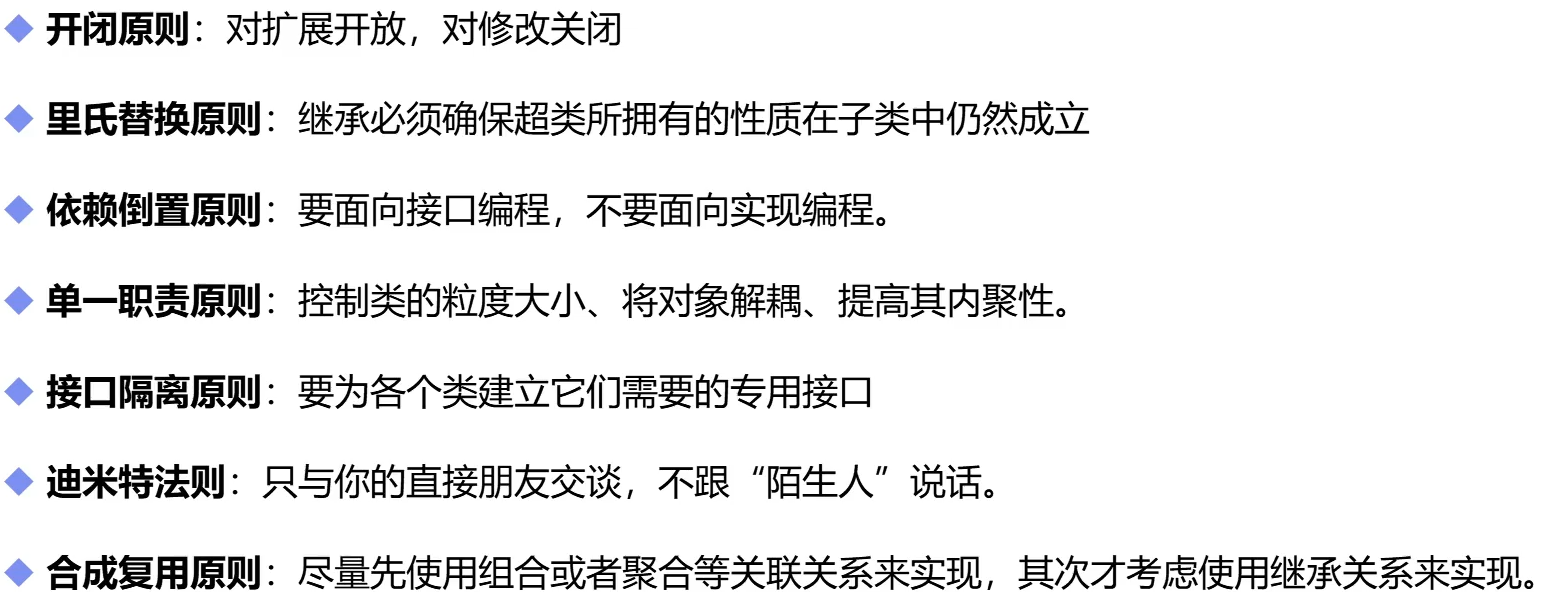 开闭原则：对扩展开放，对修改关闭
里氏替换原则：继承必须确保超类所拥有的性质在子类中仍然成立
依赖倒置原则：要面向接口编程，不要面向实现编程。
单一职责原则：控制类的粒度大小、将对象解耦、提高其内聚性。
接口隔离原则：要为各个类建立它们需要的专用接口
迪米特法则：只与你的直接朋友交谈，不跟“陌生人”说话。
合成复用原则：尽量先使用组合或者聚合等关联关系来实现，其次才考虑使用继承关系来实现。